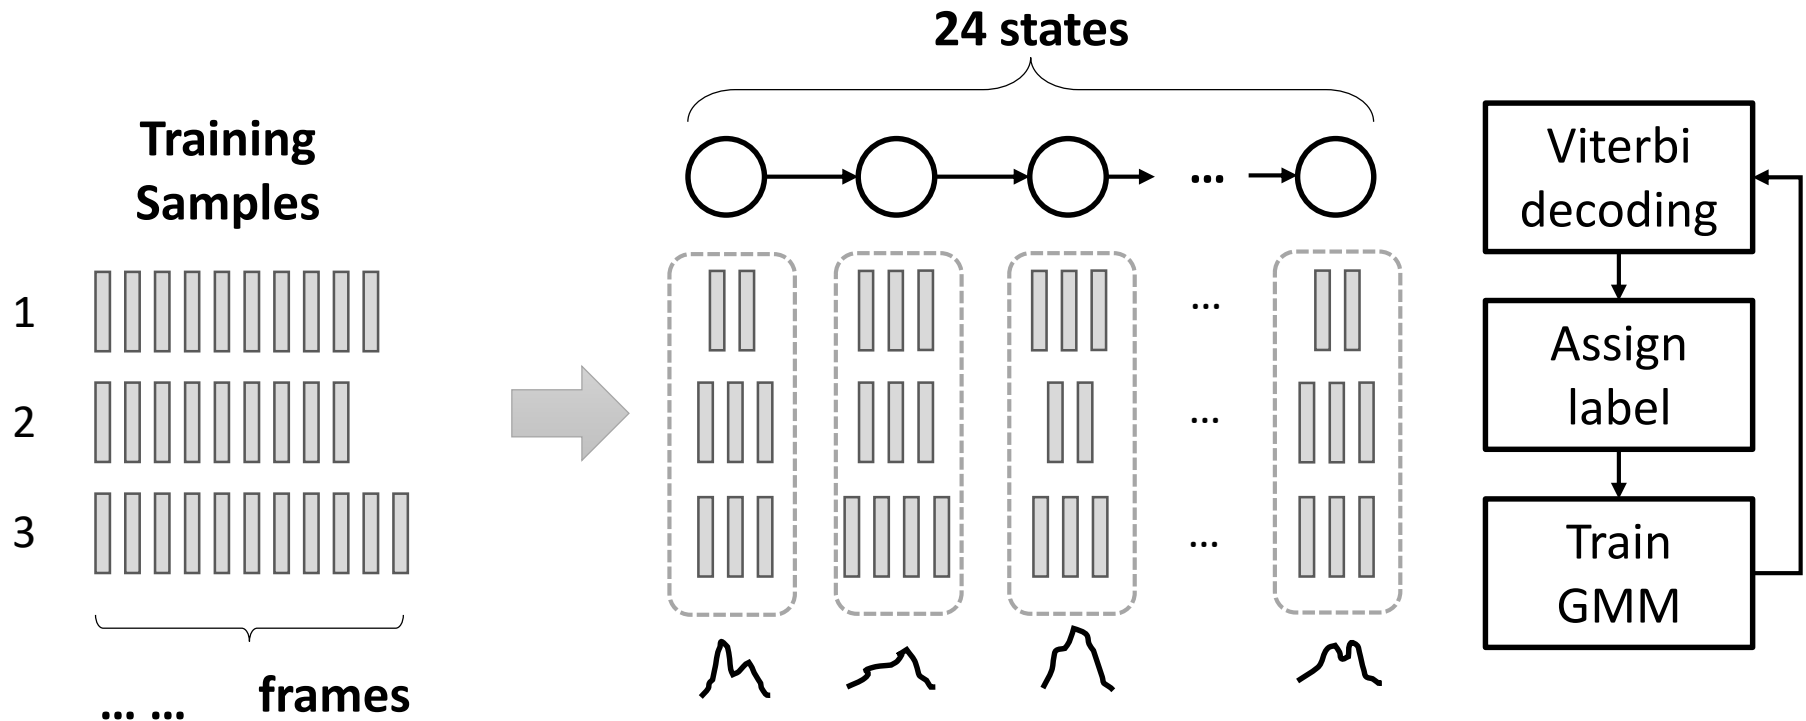 24 states
Training
Samples
...
1
...
2
...
3
...
... ... frames
Viterbi
decoding
Assign
label
Train
GMM